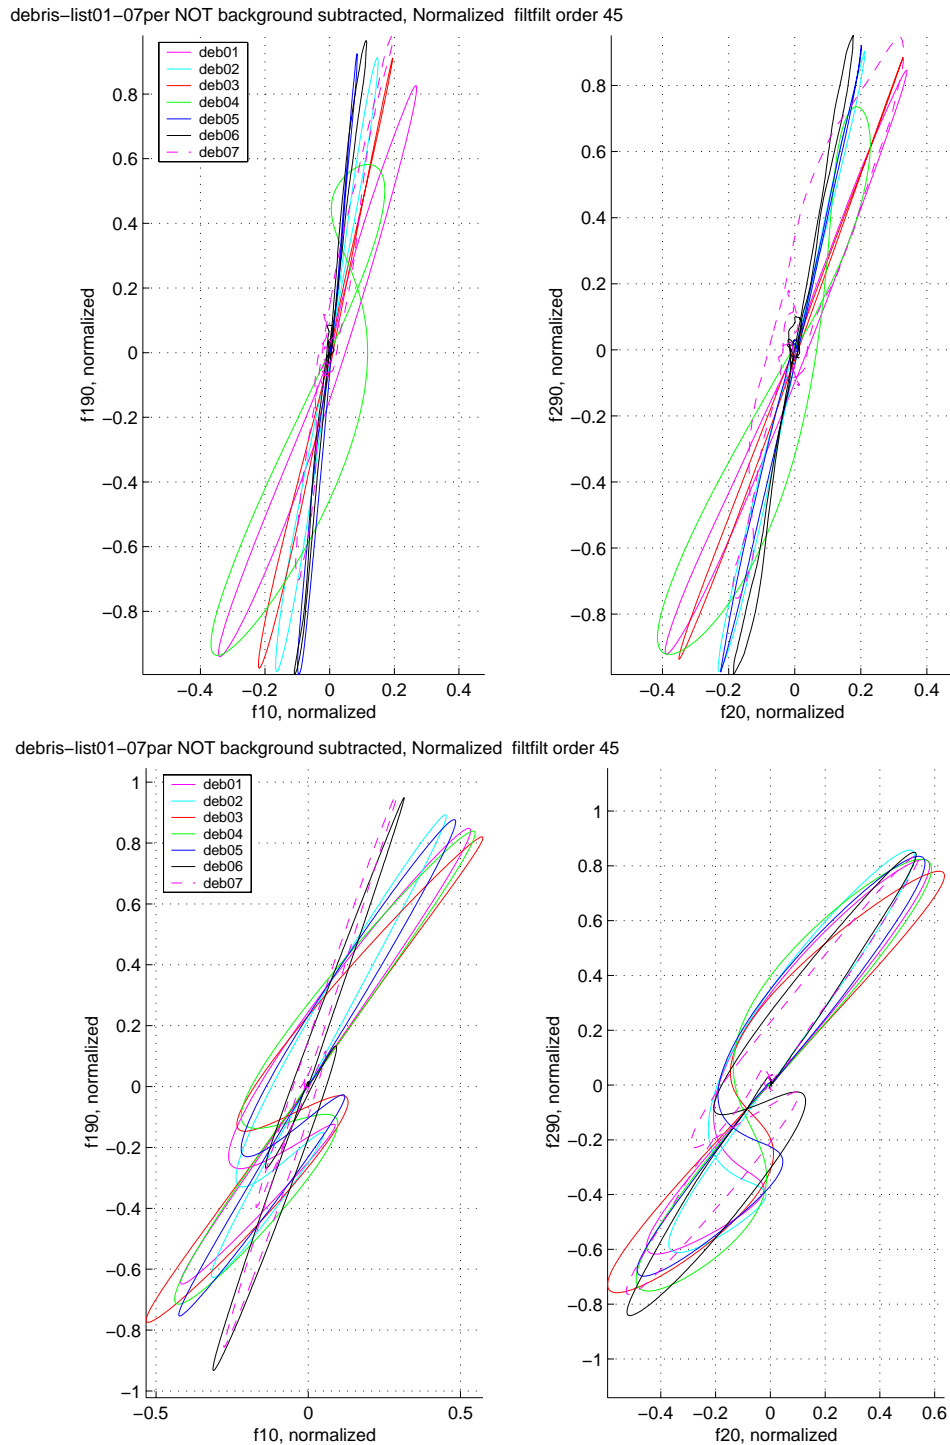 debris-list01-07per NOT background subtracted, Normalized  filtfilt order 45
deb01
deb02
deb03
deb04
deb05
deb06
deb07
0.8
0.6
0.4
0.2
0
−0.2
−0.4
−0.6
−0.8
f190, normalized
−0.4 −0.2 0 0.2 0.4
f10, normalized
0.8
0.6
0.4
0.2
0
−0.2
−0.4
−0.6
−0.8
f290, normalized
−0.4 −0.2 0 0.2 0.4
f20, normalized
debris-list01-07par NOT background subtracted, Normalized  filtfilt order 45
deb01
deb02
deb03
deb04
deb05
deb06
deb07
1
0.8
0.6
0.4
0.2
0
−0.2
−0.4
−0.6
−0.8
−1
f190, normalized
−0.5 0 0.5
f10, normalized
1
0.8
0.6
0.4
0.2
0
−0.2
−0.4
−0.6
−0.8
−1
f290, normalized
−0.4 −0.2 0 0.2 0.4 0.6
f20, normalized